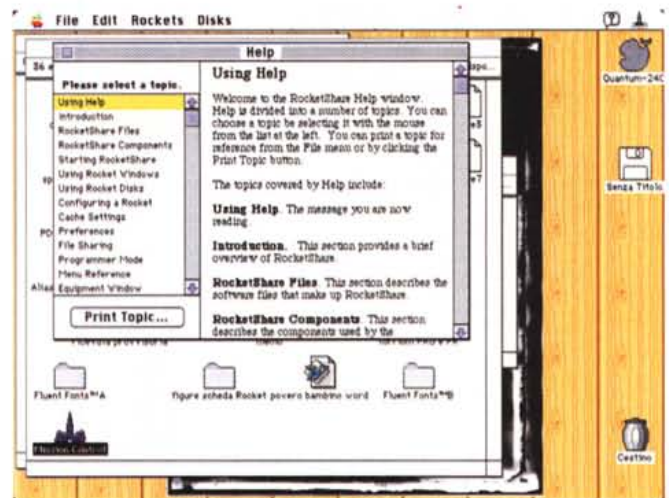 File Edit Rockets Disks
Help
Please select a topic.
Using Help
Introduction
RocketShare Files
RocketShare Components
Starting RocketShare
Using Rocket Windows
Using Rocket Disks
Configuring a Rocket
Cache Settings
Preferences
File Sharing
Programmer Mode
Menu Reference
Equipment Window
Print Topic...
Using Help
Welcome to the RocketShare Help window.
Help is divided into a number of topics. You can
choose a topic be selecting it with the mouse
from the list at the left. You can print a topic for
reference from the File menu or by clicking the
Print Topic button.
The topics covered by Help include:
Using Help. The message you are now
reading.
Introduction. This section provides a brief
overview of RocketShare.
RocketShare Files. This section describes the
software files that make up RocketShare.
RocketShare Components. This section
describes the components used by the
Quantum-240
Senza Titolo
Fluent Fonts™A
figure scheda Rocket povero bambino word
Fluent Fonts™B
Mission Control
Cestino